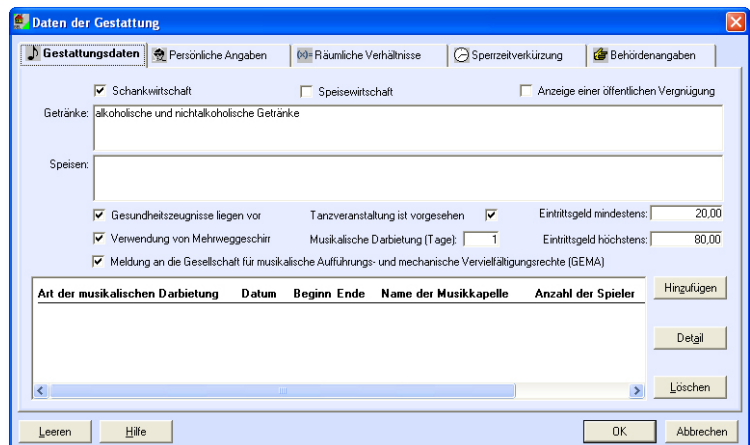 Daten der Gestattung
Gestattungsdaten Persönliche Angaben Räumliche Verhältnisse Sperrzeitverkürzung Behördenangaben
Schankwirtschaft Speisewirtschaft Anzeige einer öffentlichen Vergnügung
Getränke: alkoholische und nichtalkoholische Getränke
Speisen:
Gesundheitszeugnisse liegen vor Tanzveranstaltung ist vorgesehen Eintrittsgeld mindestens: 20,00
Verwendung von Mehrweggeschirr Musikalische Darbietung (Tage): 1 Eintrittsgeld höchstens: 80,00
Meldung an die Gesellschaft für musikalische Aufführungs- und mechanische Vervielfältigungsrechte (GEMA)
Art der musikalischen Darbietung Datum Beginn Ende Name der Musikkapelle Anzahl der Spieler
Hinzufügen
Detail
Löschen
Leeren Hilfe OK Abbrechen